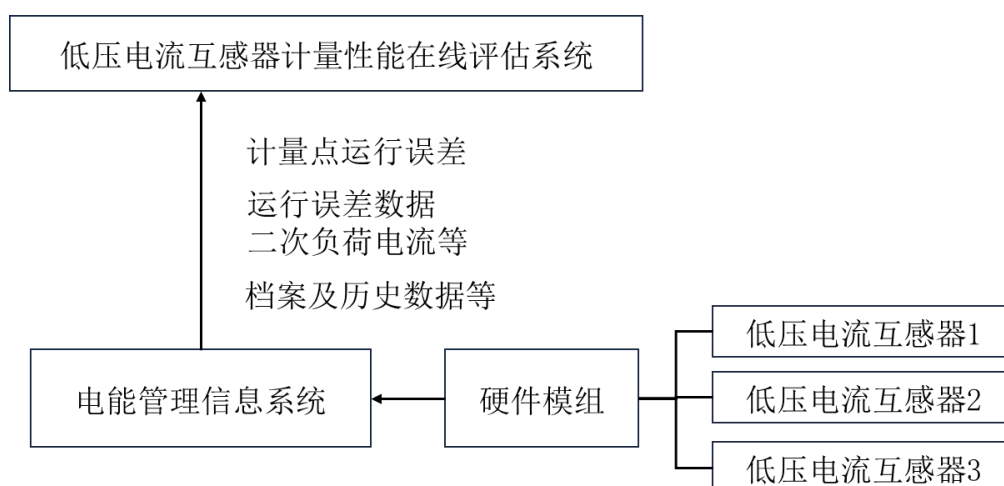 低压电流互感器计量性能在线评估系统
计量点运行误差
运行误差数据
二次负荷电流等
档案及历史数据等
电能管理信息系统
硬件模组
低压电流互感器1
低压电流互感器2
低压电流互感器3